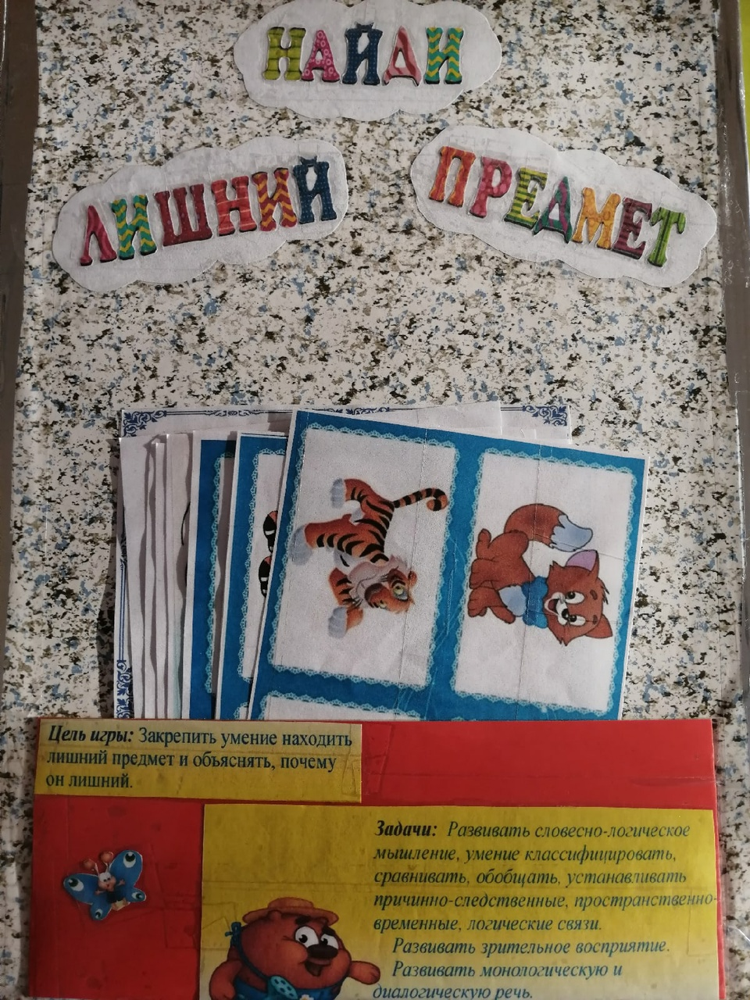 НАЙДИ
ЛИШНИЙ ПРЕДМЕТ
Цель игры: Закрепить умение находить
лишний предмет и объяснять, почему
он лишний.
Задачи: Развивать словесно-логическое
мышление, умение классифицировать,
сравнивать, обобщать, устанавливать
причинно-следственные, пространственно-
временные, логические связи.
Развивать зрительное восприятие.
Развивать монологическую и
диалогическую речь.